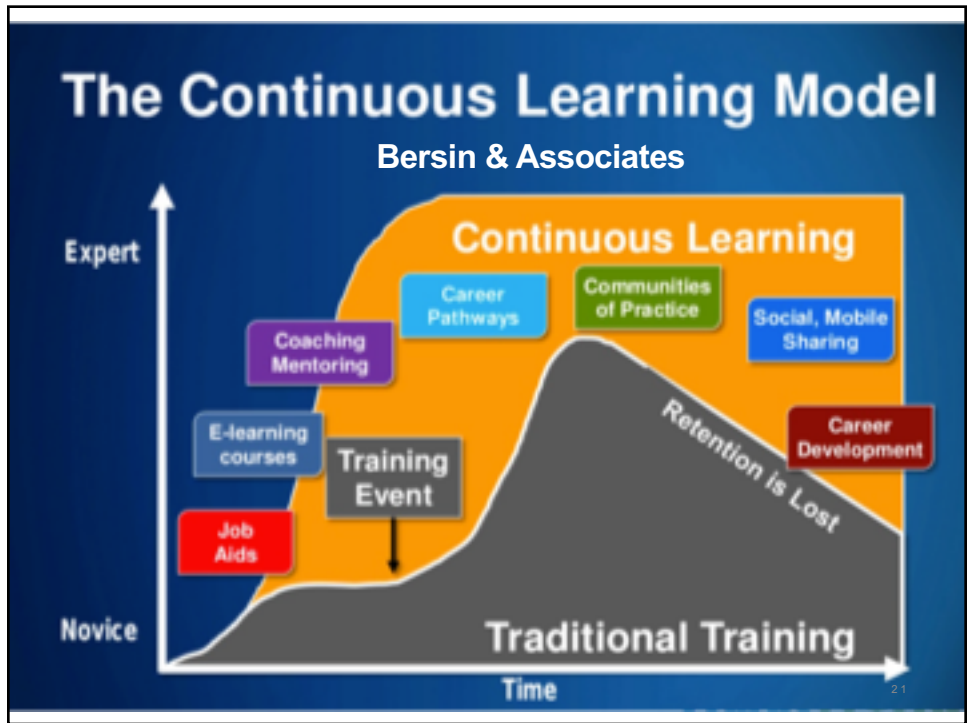 The Continuous Learning Model
Bersin & Associates
Expert
Continuous Learning
Career
Pathways
Communities
of Practice
Social, Mobile
Sharing
Coaching
Mentoring
E-learning
courses
Training
Event
Retention is Lost
Career
Development
Job
Aids
Novice
Traditional Training
Time
21